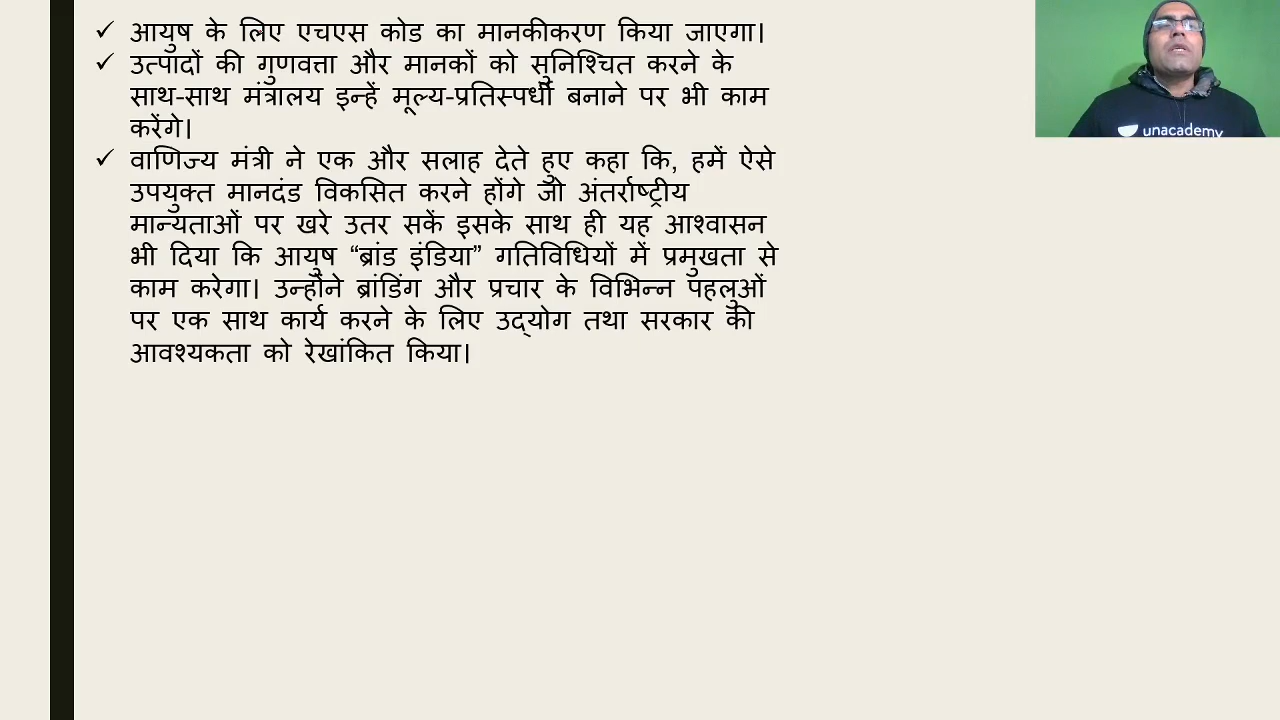 ✓ आयुष के लिए एचएस कोड का मानकीकरण किया जाएगा।
✓ उत्पादों की गुणवत्ता और मानकों को सुनिश्चित करने के
साथ-साथ मंत्रालय इन्हें मूल्य-प्रतिस्पर्धी बनाने पर भी काम
करेंगे।
✓ वाणिज्य मंत्री ने एक और सलाह देते हुए कहा कि, हमें ऐसे
उपयुक्त मानदंड विकसित करने होंगे जो अंतर्राष्ट्रीय
मान्यताओं पर खरे उतर सकें इसके साथ ही यह आश्वासन
भी दिया कि आयुष “ब्रांड इंडिया” गतिविधियों में प्रमुखता से
काम करेगा। उन्होंने ब्रांडिंग और प्रचार के विभिन्न पहलुओं
पर एक साथ कार्य करने के लिए उद्योग तथा सरकार की
आवश्यकता को रेखांकित किया।
unacademy